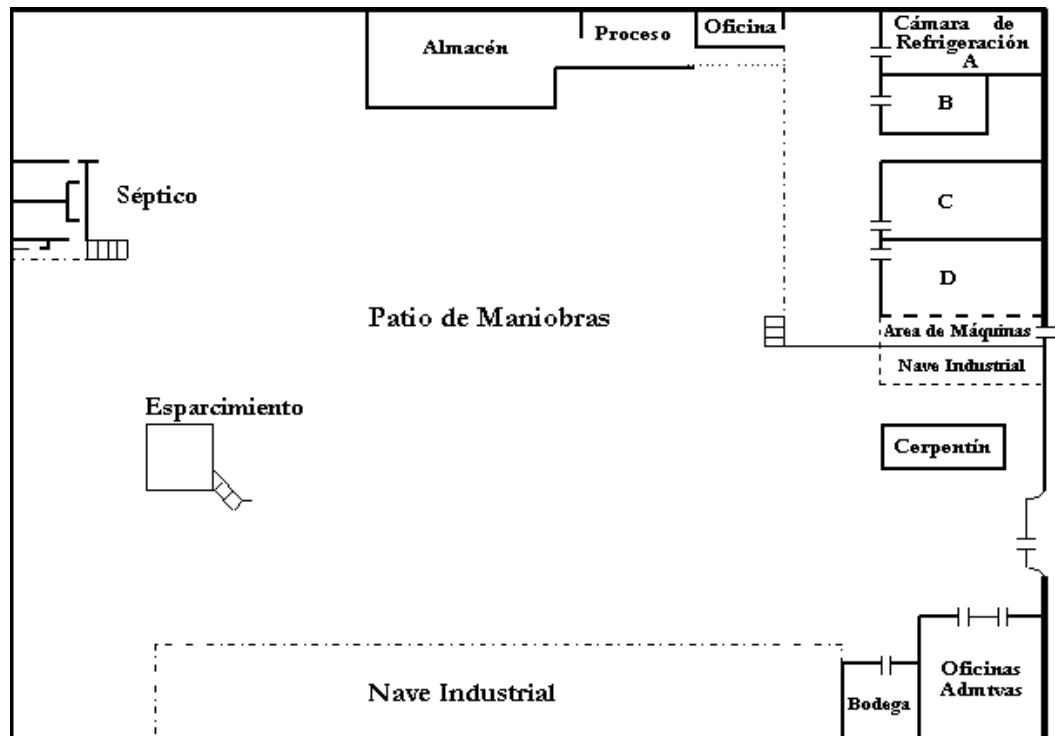 Almacén
Proceso
Oficina
Cámara de
Refrigeración
A
B
Séptico
C
D
Patio de Maniobras
Area de Máquinas
Nave Industrial
Esparcimiento
Cerpentín
Nave Industrial
Bodega
Oficinas
Admtvas